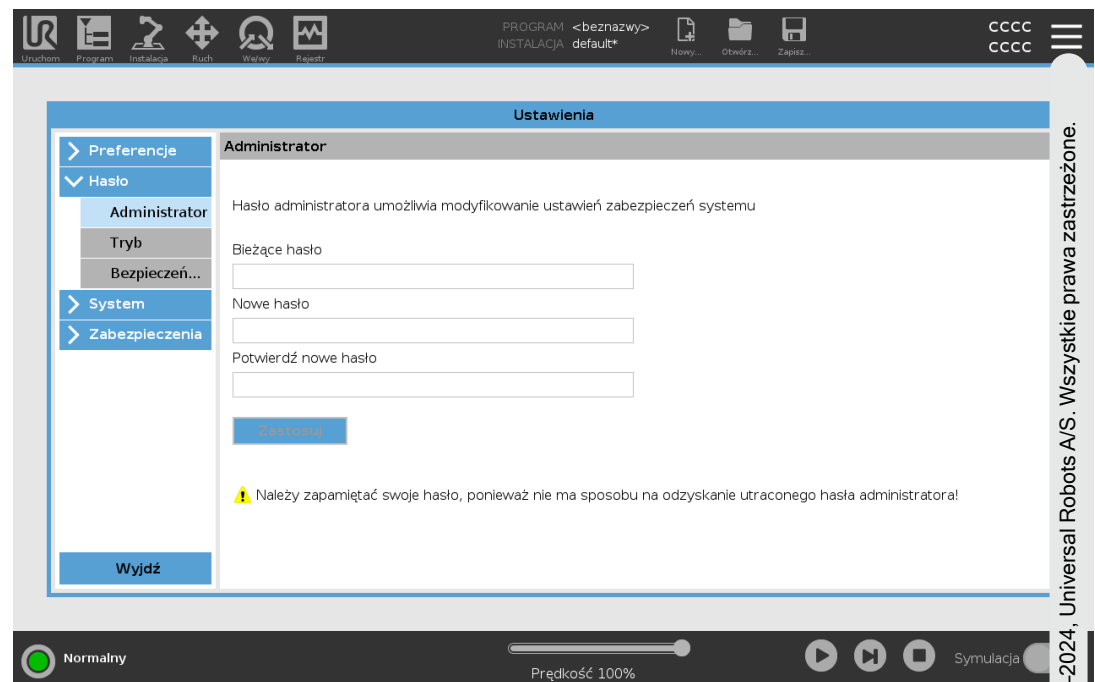 UR
PROGRAM <beznazwy>
INSTALACJA default*
cccc
cccc
Uruchom Program Instalacja Ruch We/wy Rejestr Nowy... Otwórz... Zapisz...
Ustawienia
Preferencje
Hasło
Administrator
Tryb
Bezpieczeń...
System
Zabezpieczenia
Wyjdź
Administrator
Hasło administratora umożliwia modyfikowanie ustawień zabezpieczeń systemu
Bieżące hasło
Nowe hasło
Potwierdź nowe hasło
Zastosuj
Należy zapamiętać swoje hasło, ponieważ nie ma sposobu na odzyskanie utraconego hasła administratora!
Normalny
Prędkość 100%
Symulacja
-2024, Universal Robots A/S. Wszystkie prawa zastrzeżone.